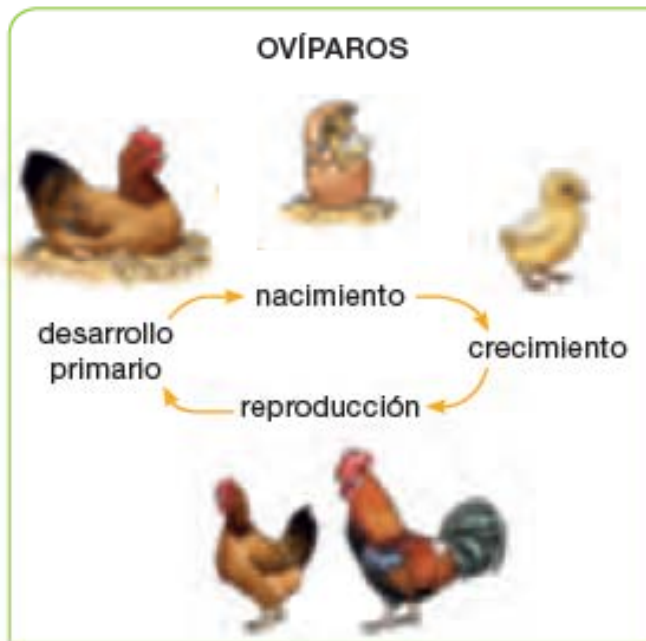 OVÍPAROS
nacimiento
desarrollo
primario
crecimiento
reproducción